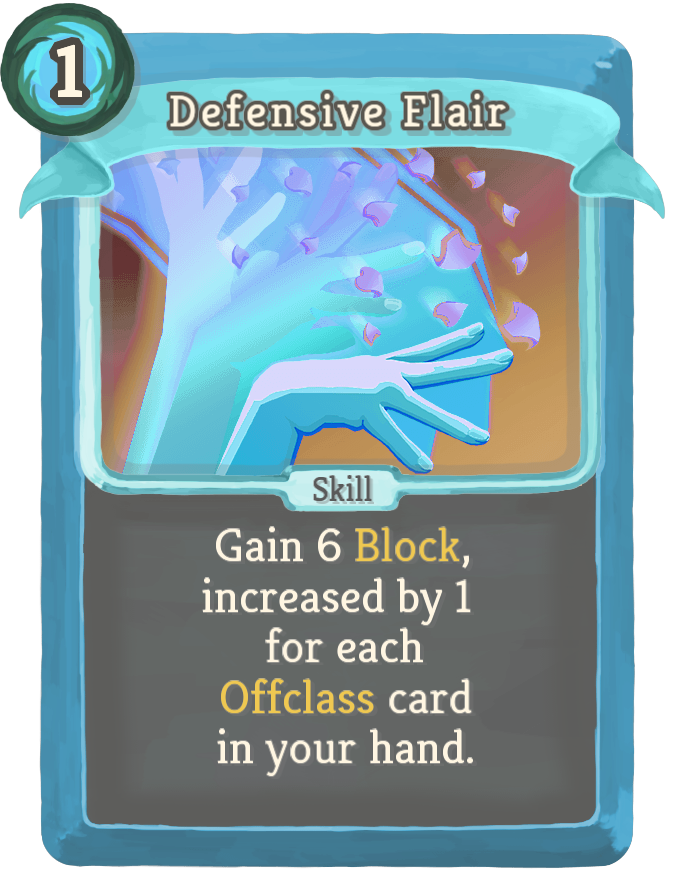 1
Defensive Flair
Skill
Gain 6 Block,
increased by 1
for each
Offclass card
in your hand.